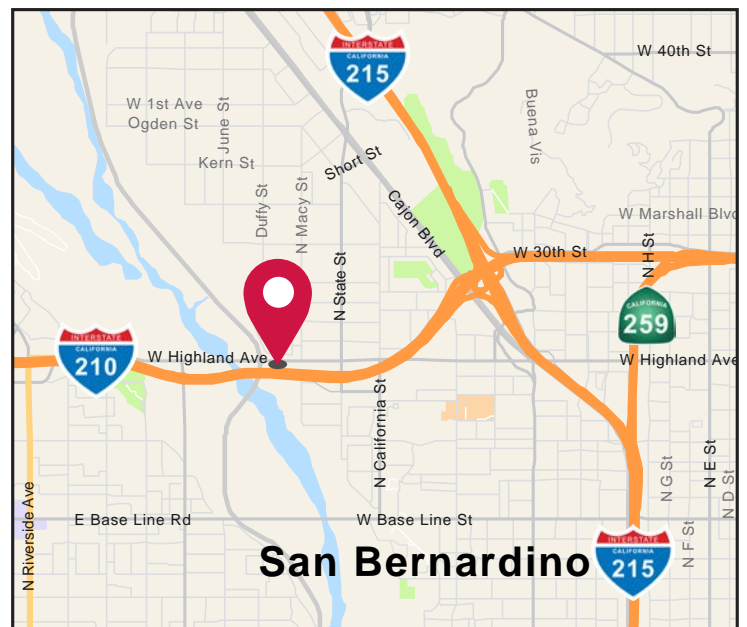 INTERSTATE
CALIFORNIA
215
W 40th St
W 1st Ave
Ogden St
June St
Kern St
Short St
Buena Vis
Duffy St
N Macy St
Cajon Blvd
W Marshall Blvd
N H St
W 30th St
N State St
CALIFORNIA
259
INTERSTATE
CALIFORNIA
210
W Highland Ave
W Highland Ave
N California St
N Riverside Ave
N G St
N E St
N D St
E Base Line Rd
W Base Line St
N F St
San Bernardino
INTERSTATE
CALIFORNIA
215